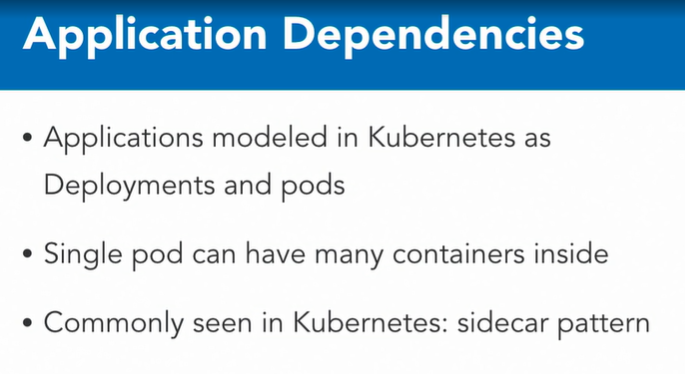 Application Dependencies
• Applications modeled in Kubernetes as
Deployments and pods
• Single pod can have many containers inside
• Commonly seen in Kubernetes: sidecar pattern